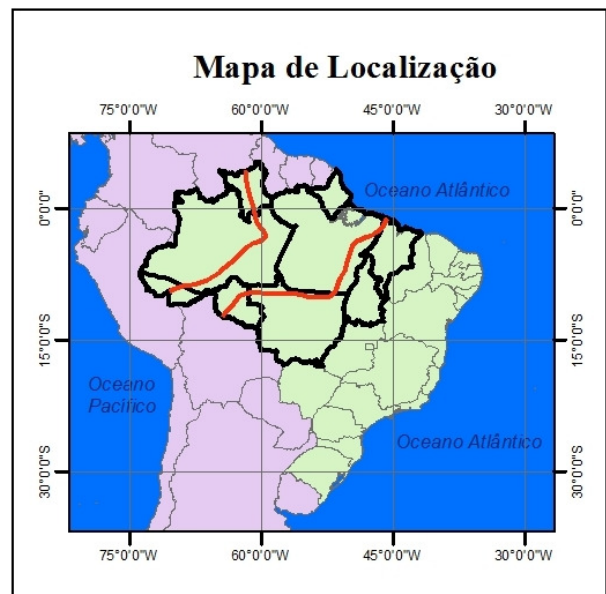 Mapa de Localização
75°0'0"W 60°0'0"W 45°0'0"W 30°0'0"W
Oceano Atlântico
0°0'0" 0°0'0"
15°0'0"S 15°0'0"S
Oceano
Pacífico
Oceano Atlântico
30°0'0"S 30°0'0"S
75°0'0"W 60°0'0"W 45°0'0"W 30°0'0"W